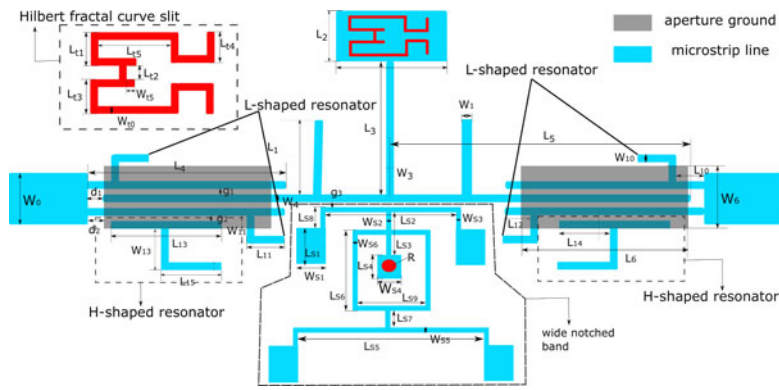 Hilbert fractal curve slit
Lt1
Lt5
Lt4
Lt2
Lt3
Wt5
Wt0
L2
aperture ground
microstrip line
L-shaped resonator
L-shaped resonator
L1
L3
W1
L5
L4
W3
W10
L10
W0
d1
g1
W4
g3
W6
d2
g2
W11
LS8
WS2
LS2
WS3
L12
W13
L13
L11
LS1
WS6
LS3
R
L14
LS4
WS1
WS4
L6
L15
LS6
LS9
H-shaped resonator
H-shaped resonator
LS7
WS5
LS5
wide notched
band